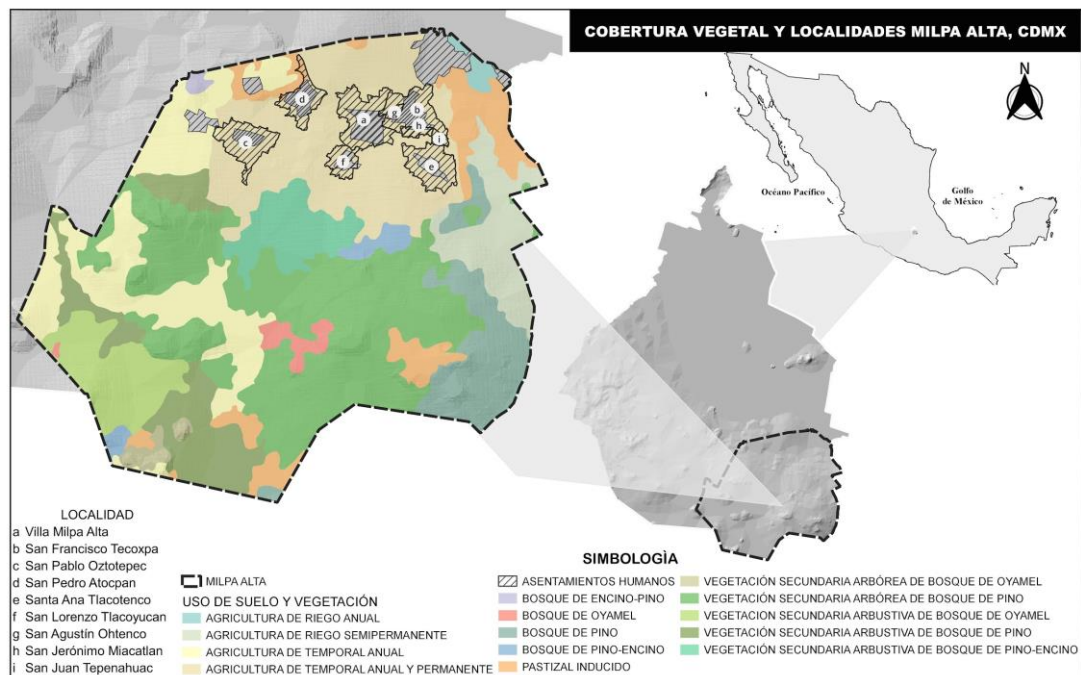 COBERTURA VEGETAL Y LOCALIDADES MILPA ALTA, CDMX
N
Océano Pacífico
Golfo
de México
d
a
g
b
h
i
c
f
e
LOCALIDAD
a Villa Milpa Alta
b San Francisco Tecoxpa
c San Pablo Oztotepec
d San Pedro Atocpan
e Santa Ana Tlacotenco
f San Lorenzo Tlacoyucan
g San Agustín Ohtenco
h San Jerónimo Miacatlan
i San Juan Tepenahuac
MILPA ALTA
USO DE SUELO Y VEGETACIÓN
AGRICULTURA DE RIEGO ANUAL
AGRICULTURA DE RIEGO SEMIPERMANENTE
AGRICULTURA DE TEMPORAL ANUAL
AGRICULTURA DE TEMPORAL ANUAL Y PERMANENTE
SIMBOLOGÌA
ASENTAMIENTOS HUMANOS
BOSQUE DE ENCINO-PINO
BOSQUE DE OYAMEL
BOSQUE DE PINO
BOSQUE DE PINO-ENCINO
PASTIZAL INDUCIDO
VEGETACIÓN SECUNDARIA ARBÓREA DE BOSQUE DE OYAMEL
VEGETACIÓN SECUNDARIA ARBÓREA DE BOSQUE DE PINO
VEGETACIÓN SECUNDARIA ARBUSTIVA DE BOSQUE DE OYAMEL
VEGETACIÓN SECUNDARIA ARBUSTIVA DE BOSQUE DE PINO
VEGETACIÓN SECUNDARIA ARBUSTIVA DE BOSQUE DE PINO-ENCINO